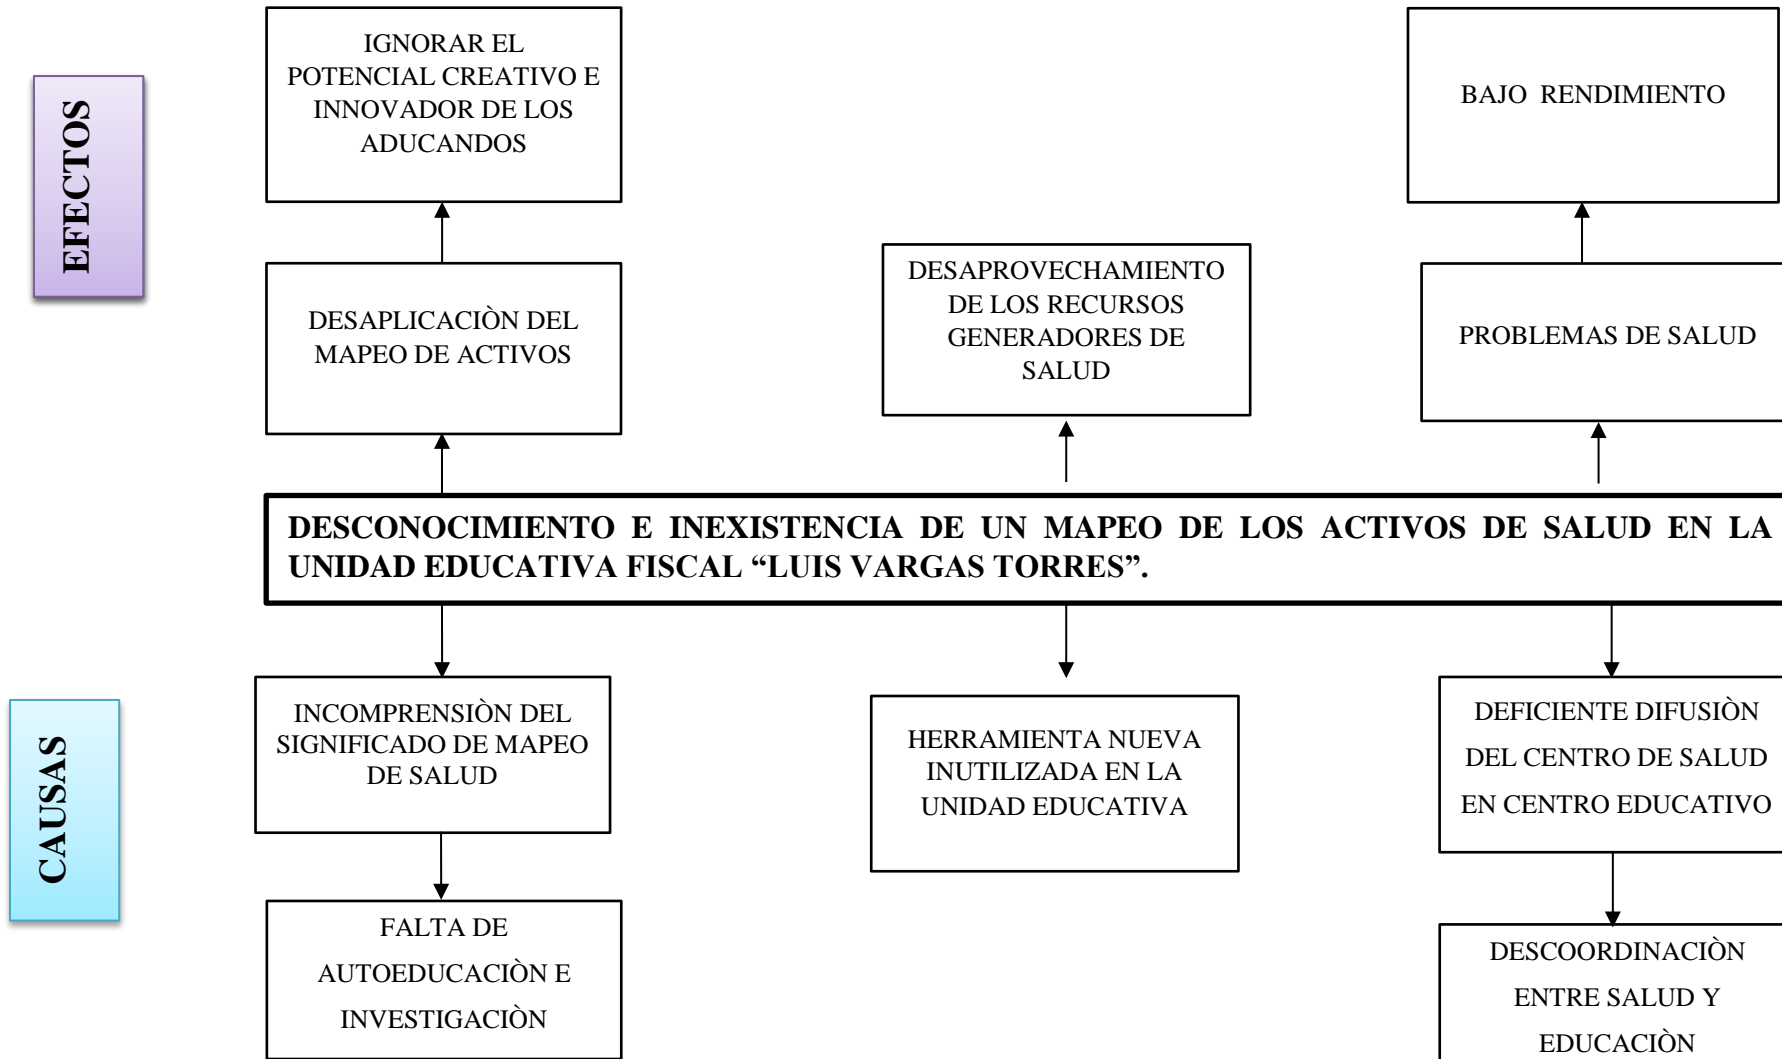 EFECTOS
IGNORAR EL
POTENCIAL CREATIVO E
INNOVADOR DE LOS
ADUCANDOS
BAJO RENDIMIENTO
DESAPLICACIÒN DEL
MAPEO DE ACTIVOS
DESAPROVECHAMIENTO
DE LOS RECURSOS
GENERADORES DE
SALUD
PROBLEMAS DE SALUD
DESCONOCIMIENTO E INEXISTENCIA DE UN MAPEO DE LOS ACTIVOS DE SALUD EN LA
UNIDAD EDUCATIVA FISCAL “LUIS VARGAS TORRES”.
CAUSAS
INCOMPRENSIÒN DEL
SIGNIFICADO DE MAPEO
DE SALUD
HERRAMIENTA NUEVA
INUTILIZADA EN LA
UNIDAD EDUCATIVA
DEFICIENTE DIFUSIÒN
DEL CENTRO DE SALUD
EN CENTRO EDUCATIVO
FALTA DE
AUTOEDUCACIÒN E
INVESTIGACIÒN
DESCOORDINACIÒN
ENTRE SALUD Y
EDUCACIÒN